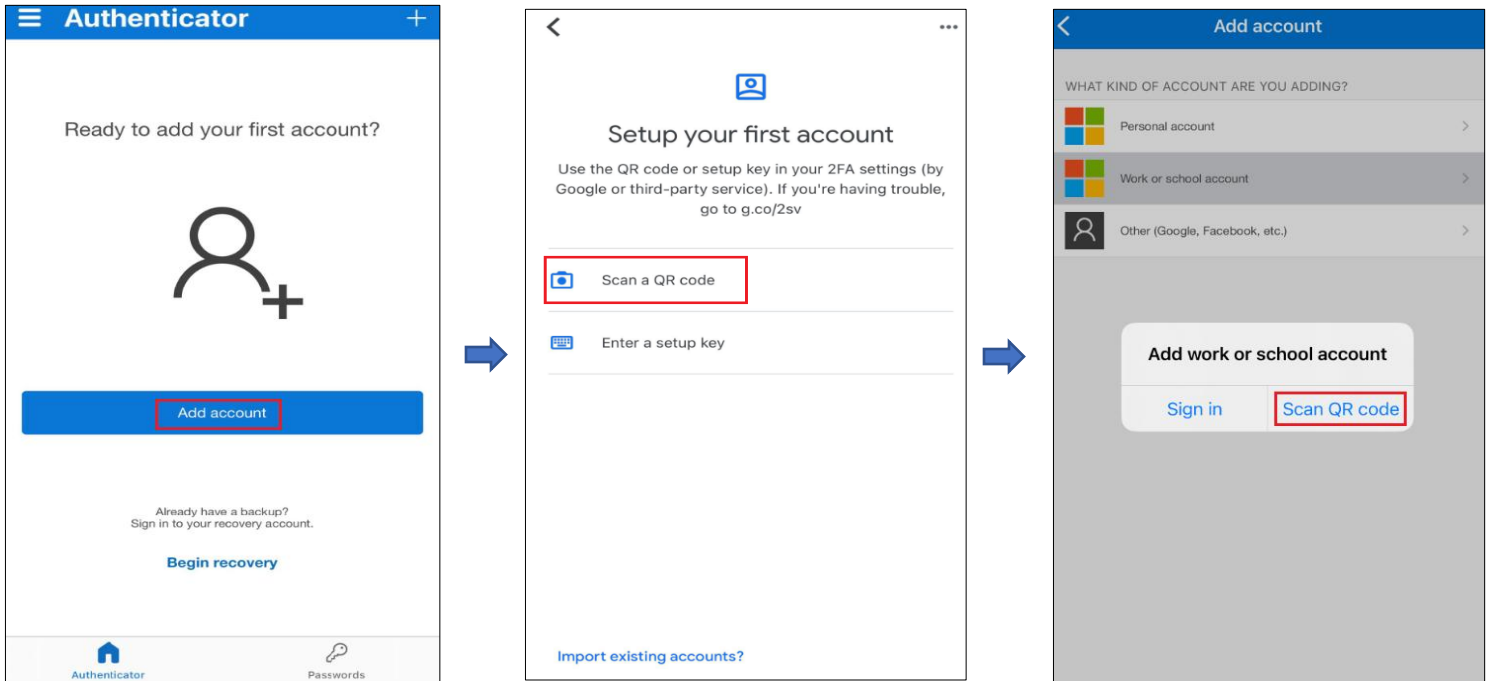 Authenticator
Ready to add your first account?
Add account
Already have a backup?
Sign in to your recovery account.
Begin recovery
Authenticator
Passwords
Setup your first account
Use the QR code or setup key in your 2FA settings (by
Google or third-party service). If you're having trouble,
go to g.co/2sv
Scan a QR code
Enter a setup key
Import existing accounts?
Add account
WHAT KIND OF ACCOUNT ARE YOU ADDING?
Personal account
Work or school account
Other (Google, Facebook, etc.)
Add work or school account
Sign in
Scan QR code